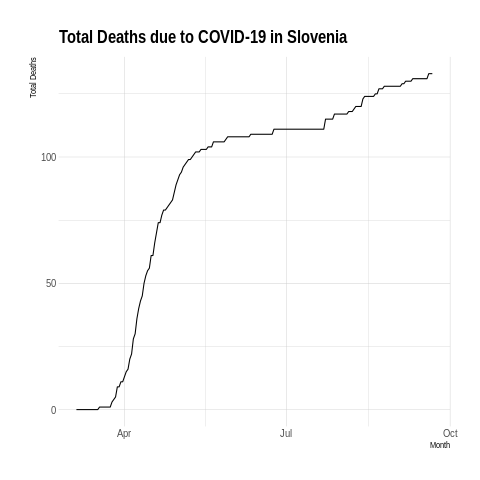 Total Deaths due to COVID-19 in Slovenia
Total Deaths
100
50
0
Apr
Jul
Oct
Month